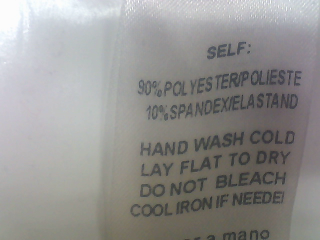 SELF:
90%POLYESTER/POLIESTE
10%SPANDEX/ELASTAND
HAND WASH COLD
LAY FLAT TO DRY
DO NOT BLEACH
COOL IRON IF NEEDE
a mano